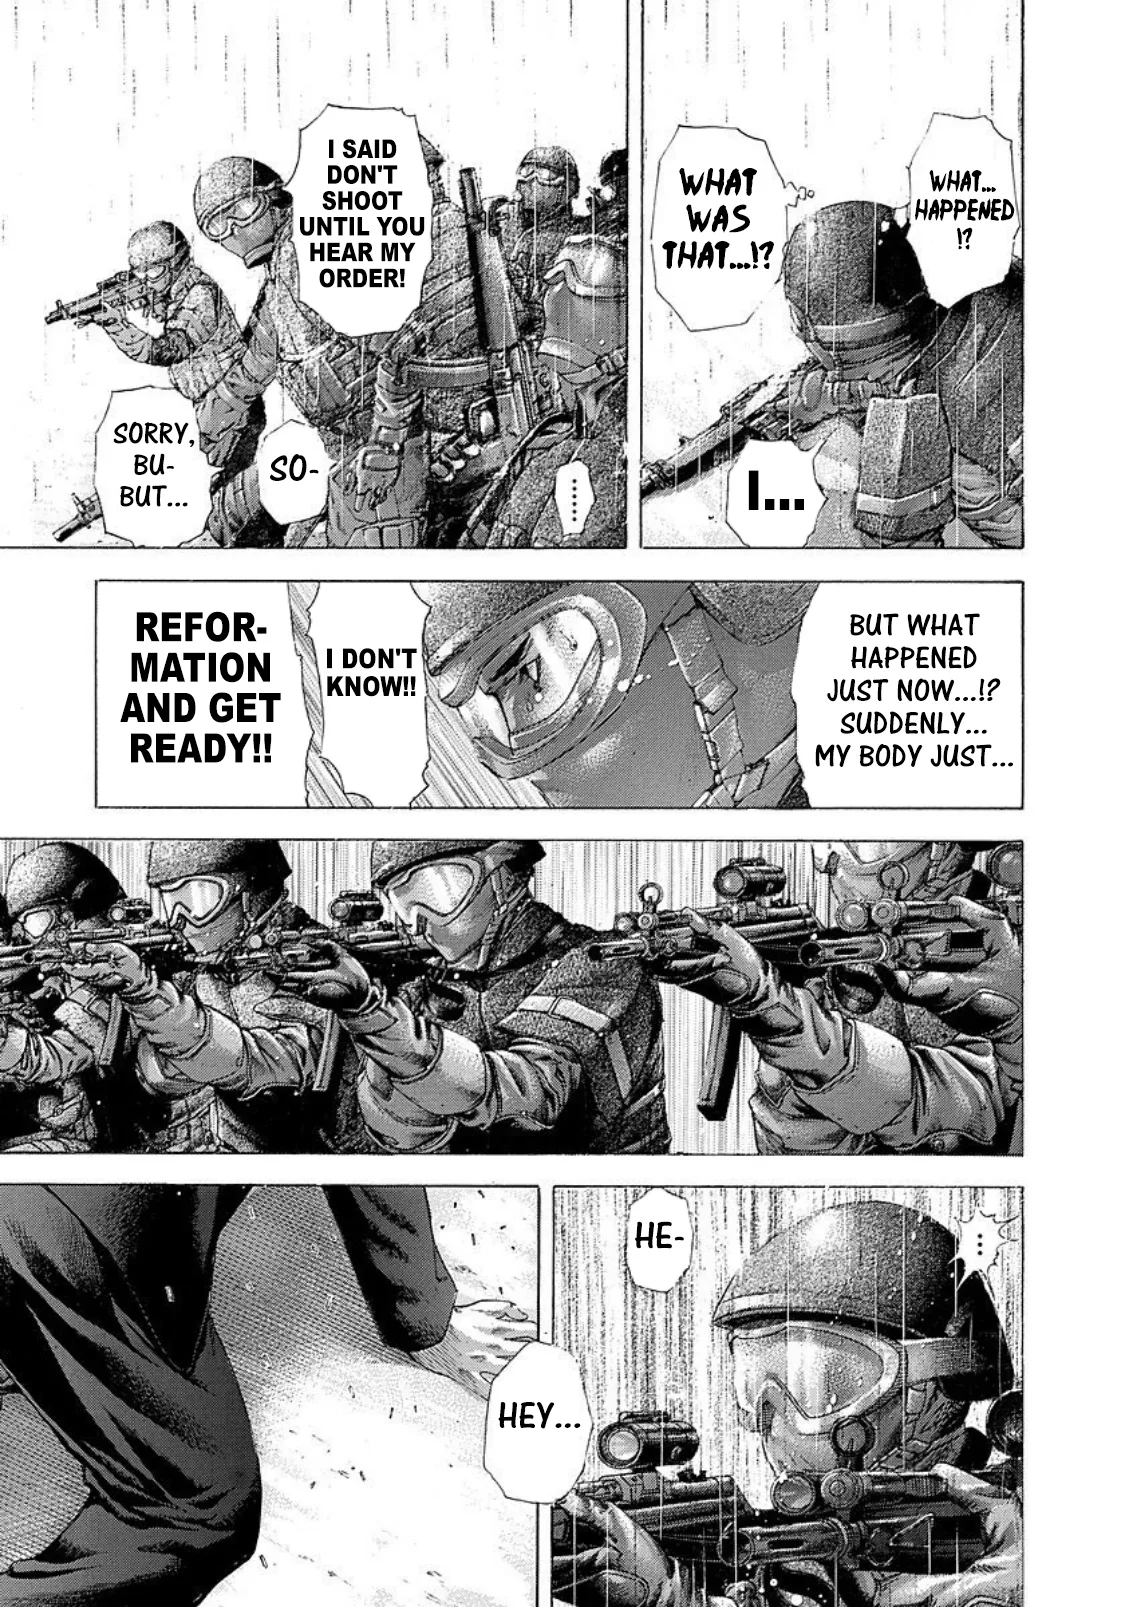 WHAT...
HAPPENED
!?
WHAT
WAS
THAT...!?
I...
I SAID
DON'T
SHOOT
UNTIL YOU
HEAR MY
ORDER!
......
SO-
SORRY,
BU-
BUT...
BUT WHAT
HAPPENED
JUST NOW...!?
SUDDENLY...
MY BODY JUST...
I DON'T
KNOW!!
REFOR-
MATION
AND GET
READY!!
...
HE-
HEY...